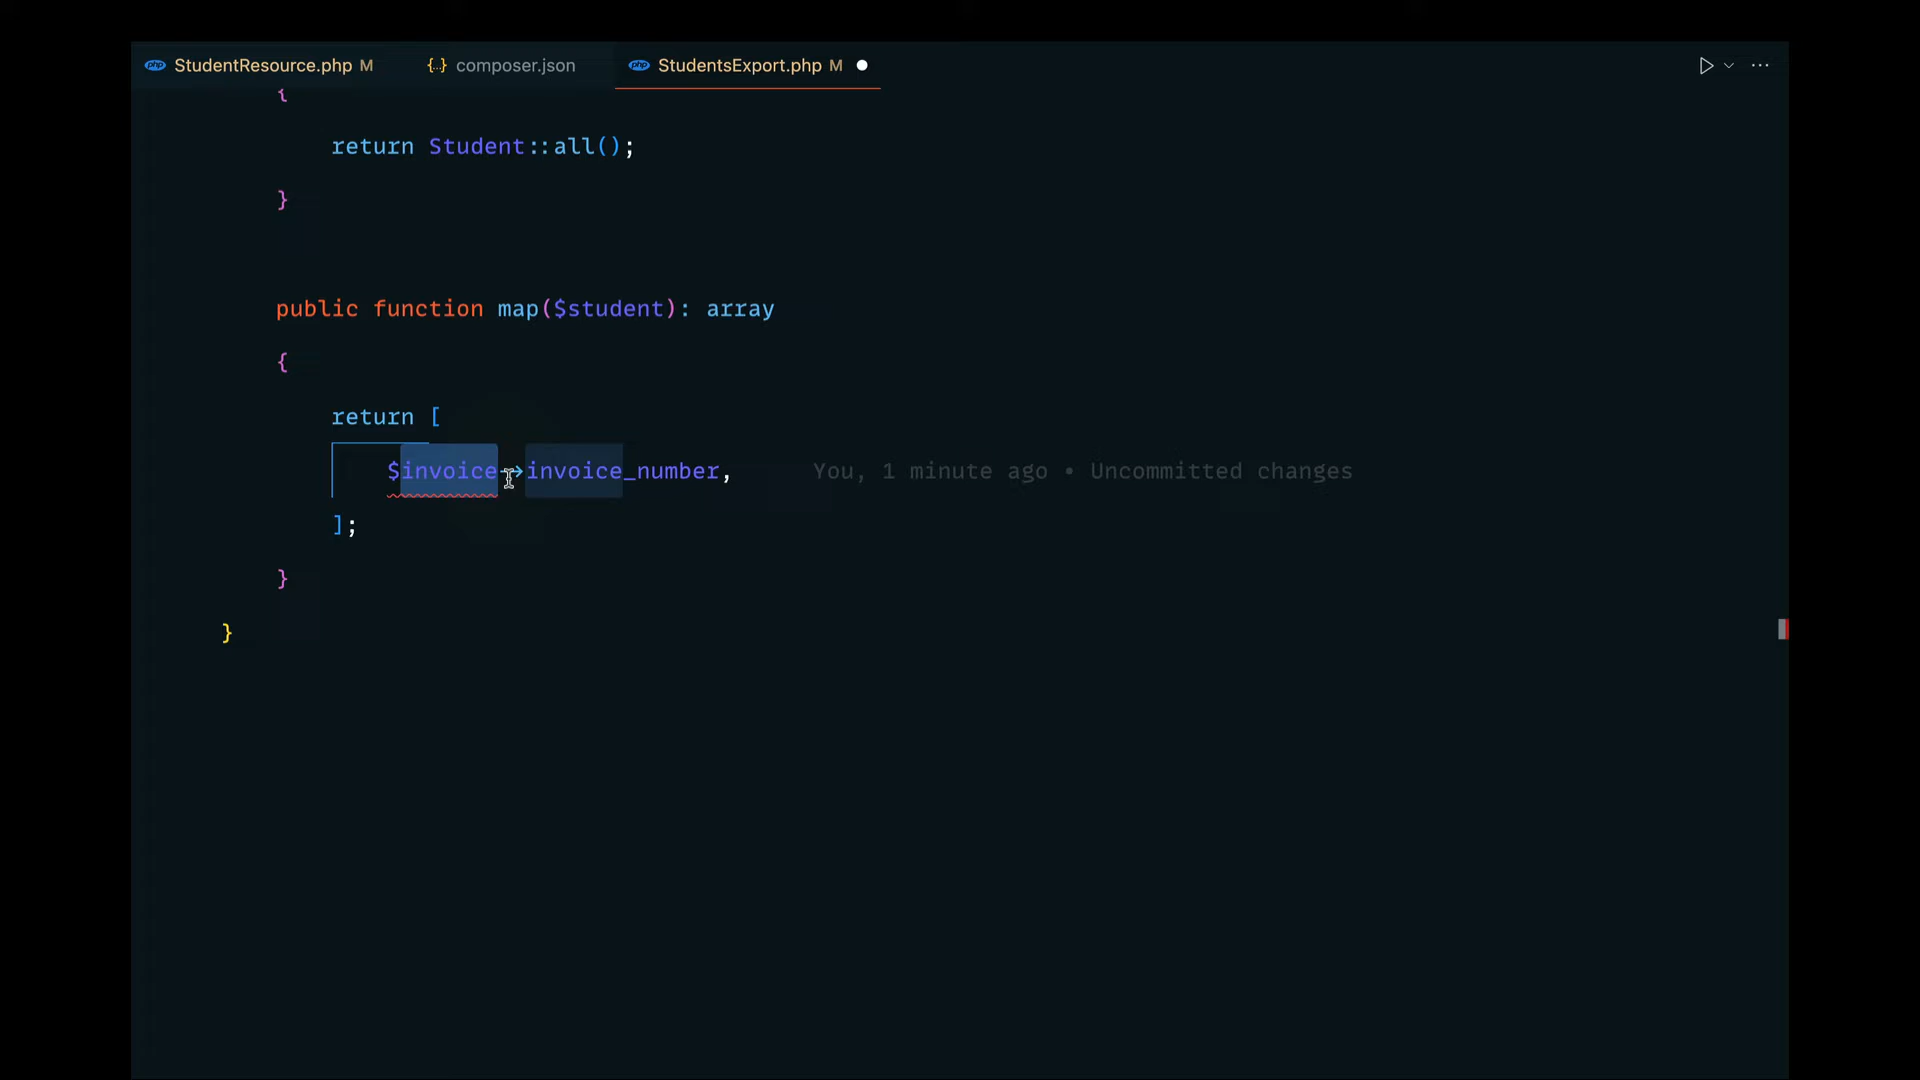 StudentResource.php M {..} composer.json StudentsExport.php M
{
return Student::all();
}
public function map($student): array
{
return [
$invoice->invoice_number, You, 1 minute ago • Uncommitted changes
];
}
}